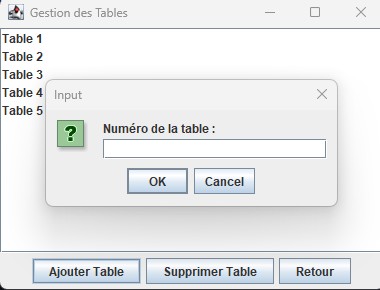 Gestion des Tables
Table 1
Table 2
Table 3
Table 4
Table 5
Input
?
Numéro de la table :
OK Cancel
Ajouter Table Supprimer Table Retour